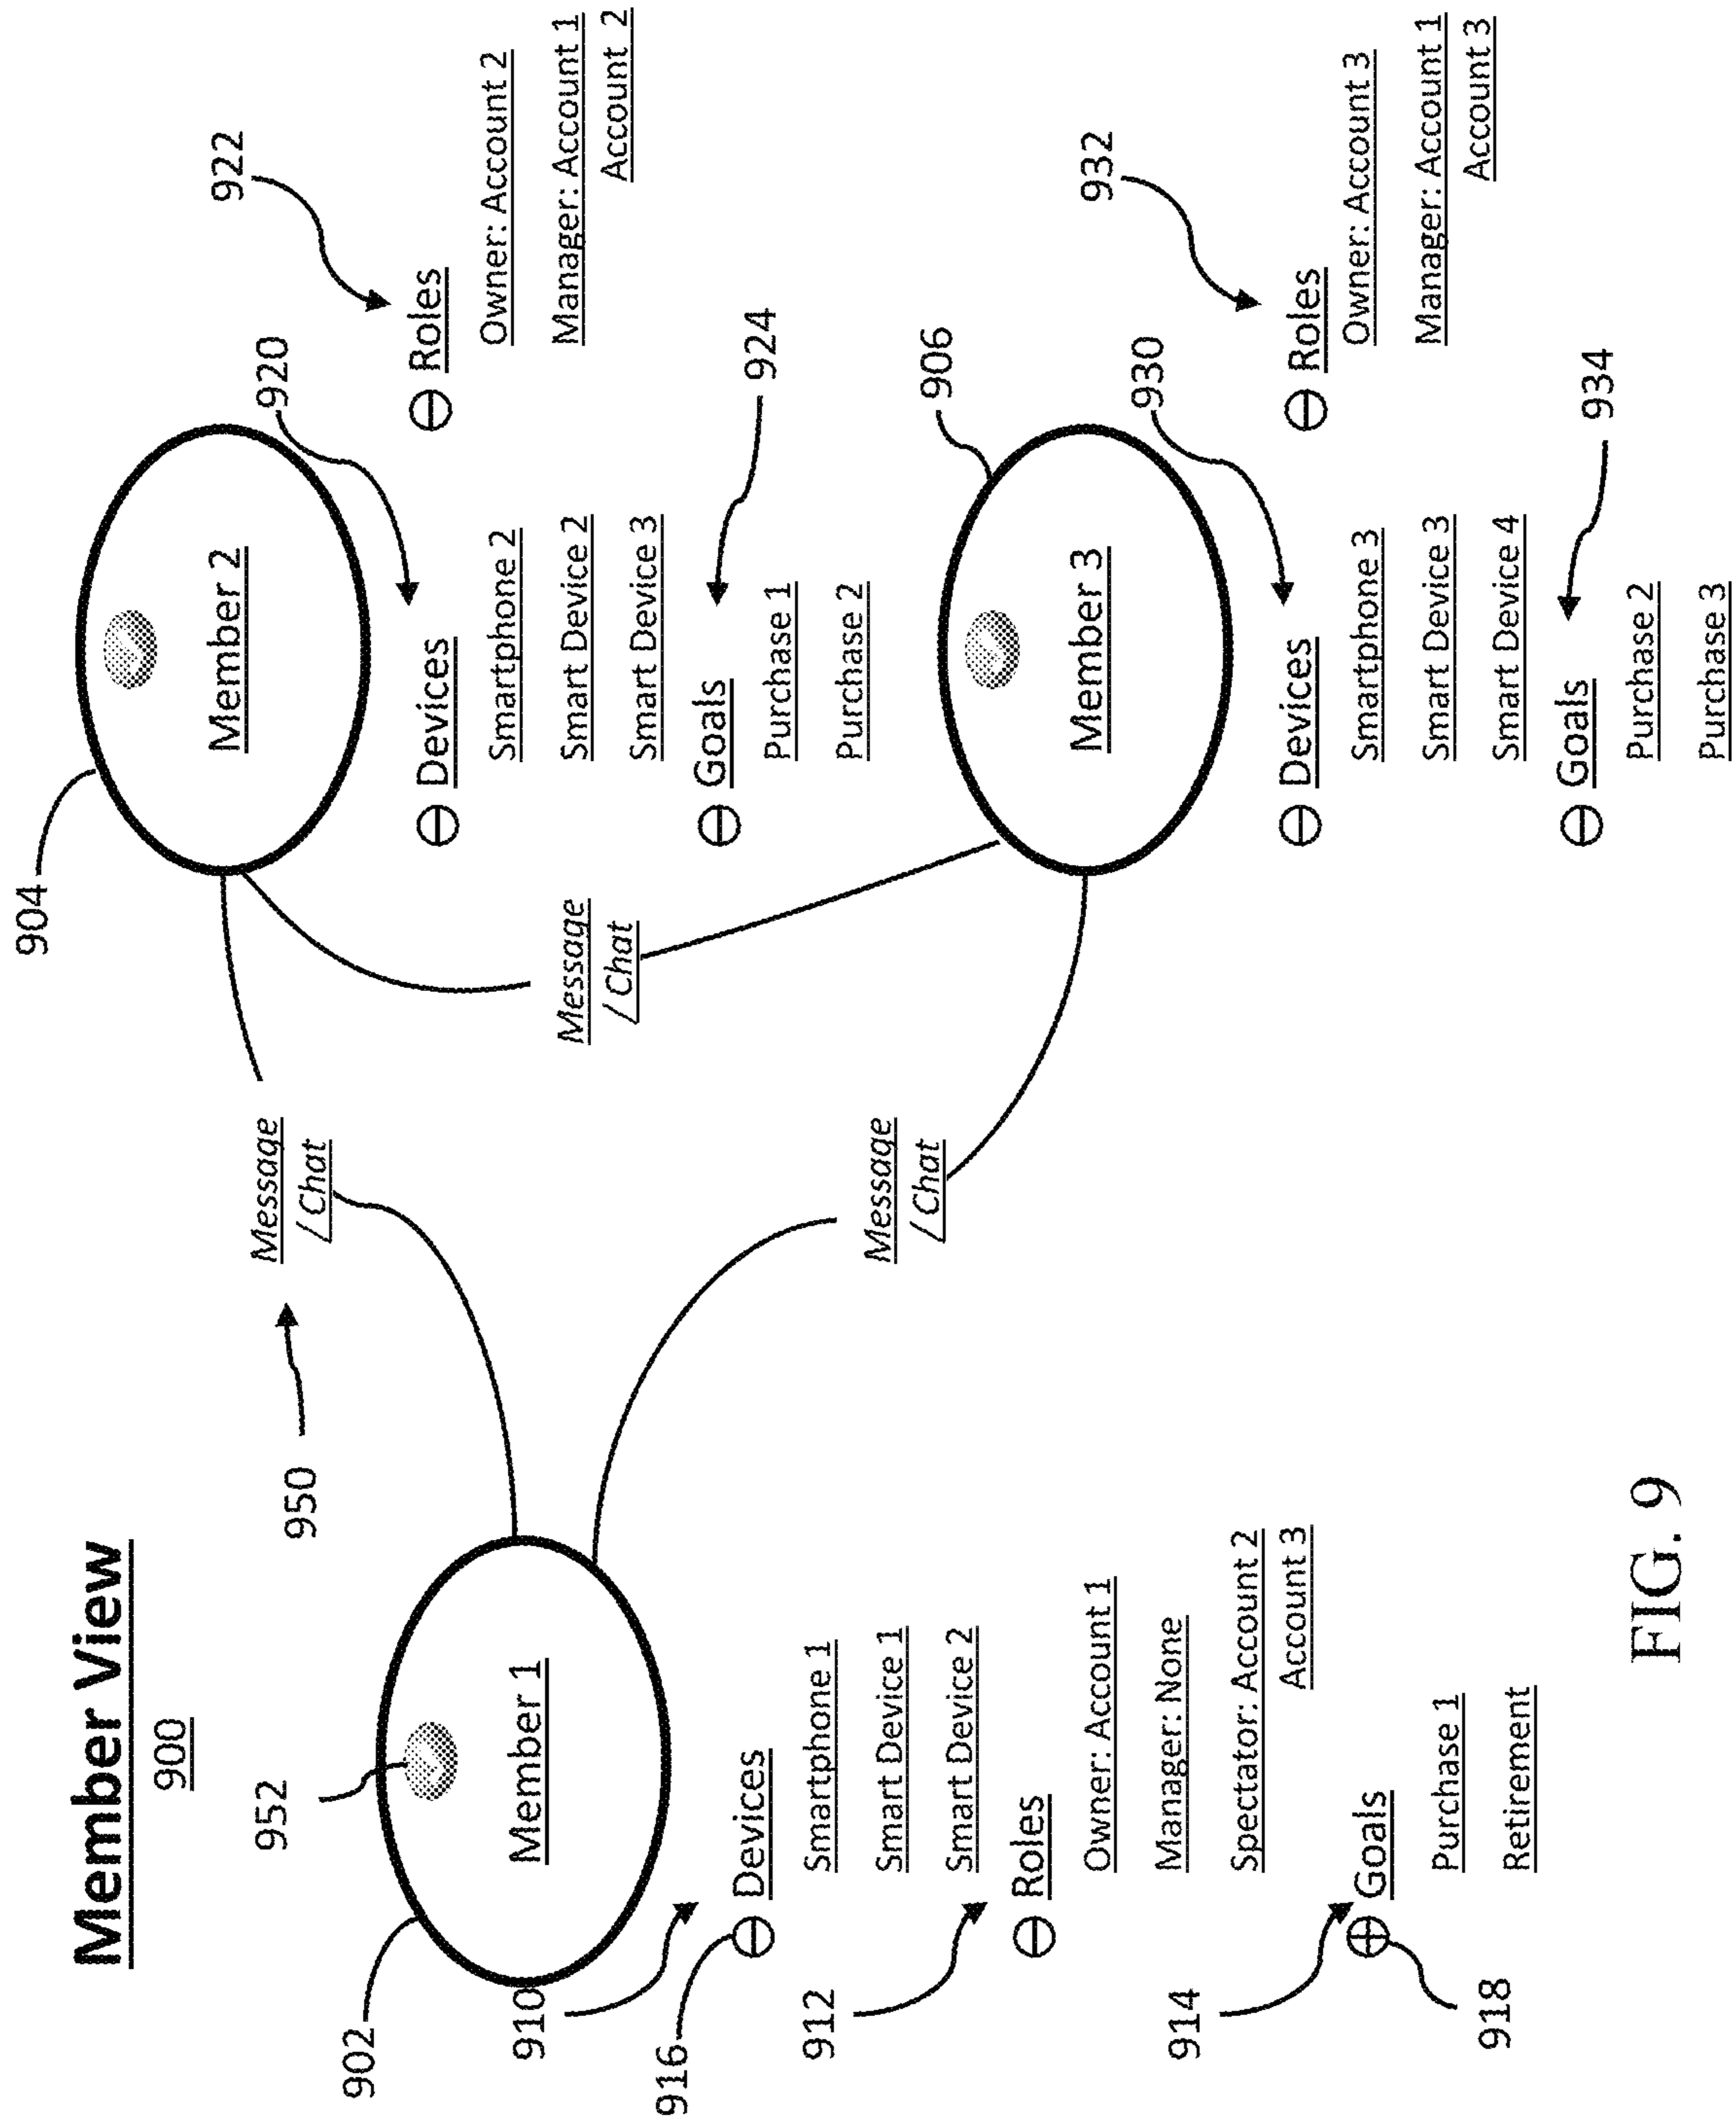 Member View
900
904
922
952
950
Message
/ Chat
Member 2
920
Roles
Owner: Account 2
Manager: Account 1
Account 2
902
Member 1
Devices
Smartphone 2
Smart Device 2
Smart Device 3
Message
/ Chat
924
Goals
Purchase 1
Purchase 2
910
916
Devices
Smartphone 1
Smart Device 1
Smart Device 2
Message
/ Chat
906
Member 3
932
930
912
Roles
Owner: Account 1
Manager: None
Spectator: Account 2
Account 3
Devices
Smartphone 3
Smart Device 3
Smart Device 4
Roles
Owner: Account 3
Manager: Account 1
Account 3
914
918
Goals
Purchase 1
Retirement
934
Goals
Purchase 2
Purchase 3
FIG. 9